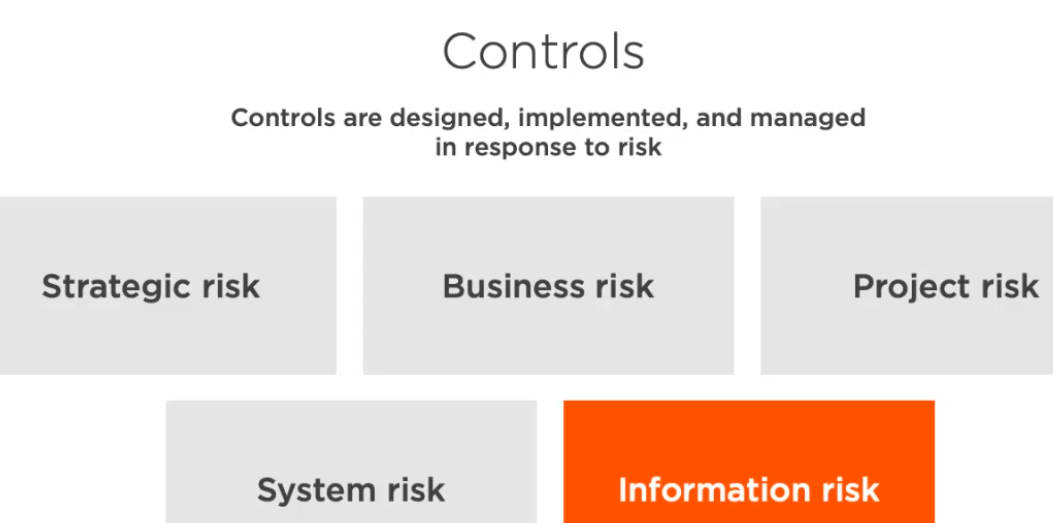 Controls
Controls are designed, implemented, and managed
in response to risk
Strategic risk
Business risk
Project risk
System risk
Information risk